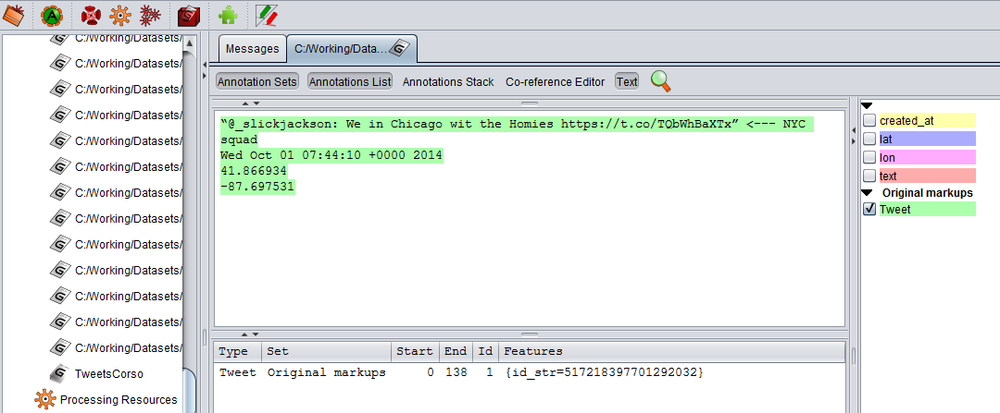 Messages
C:/Working/Data...
Annotation Sets
Annotations List
Annotations Stack
Co-reference Editor
Text
C:/Working/Datasets/
C:/Working/Datasets/
C:/Working/Datasets/
C:/Working/Datasets/
C:/Working/Datasets/
C:/Working/Datasets/
C:/Working/Datasets/
C:/Working/Datasets/
C:/Working/Datasets/
C:/Working/Datasets/
C:/Working/Datasets/
C:/Working/Datasets/
C:/Working/Datasets/
TweetsCorso
Processing Resources
“@_slickjackson: We in Chicago wit the Homies https://t.co/TQbWhBaXTx” <--- NYC
squad
Wed Oct 01 07:44:10 +0000 2014
41.866934
-87.697531
created_at
lat
lon
text
Original markups
Tweet
Type Set Start End Id Features
Tweet Original markups 0 138 1 {id_str=517218397701292032}